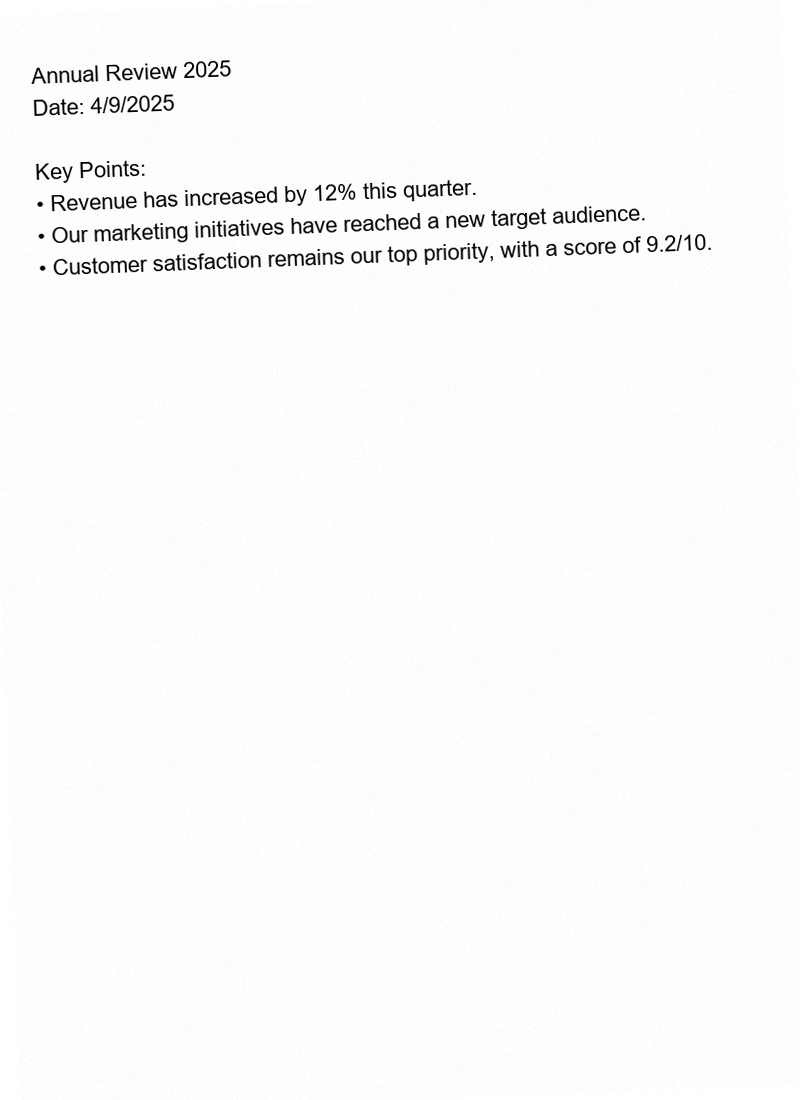 Annual Review 2025
Date: 4/9/2025
Key Points:
• Revenue has increased by 12% this quarter.
• Our marketing initiatives have reached a new target audience.
• Customer satisfaction remains our top priority, with a score of 9.2/10.